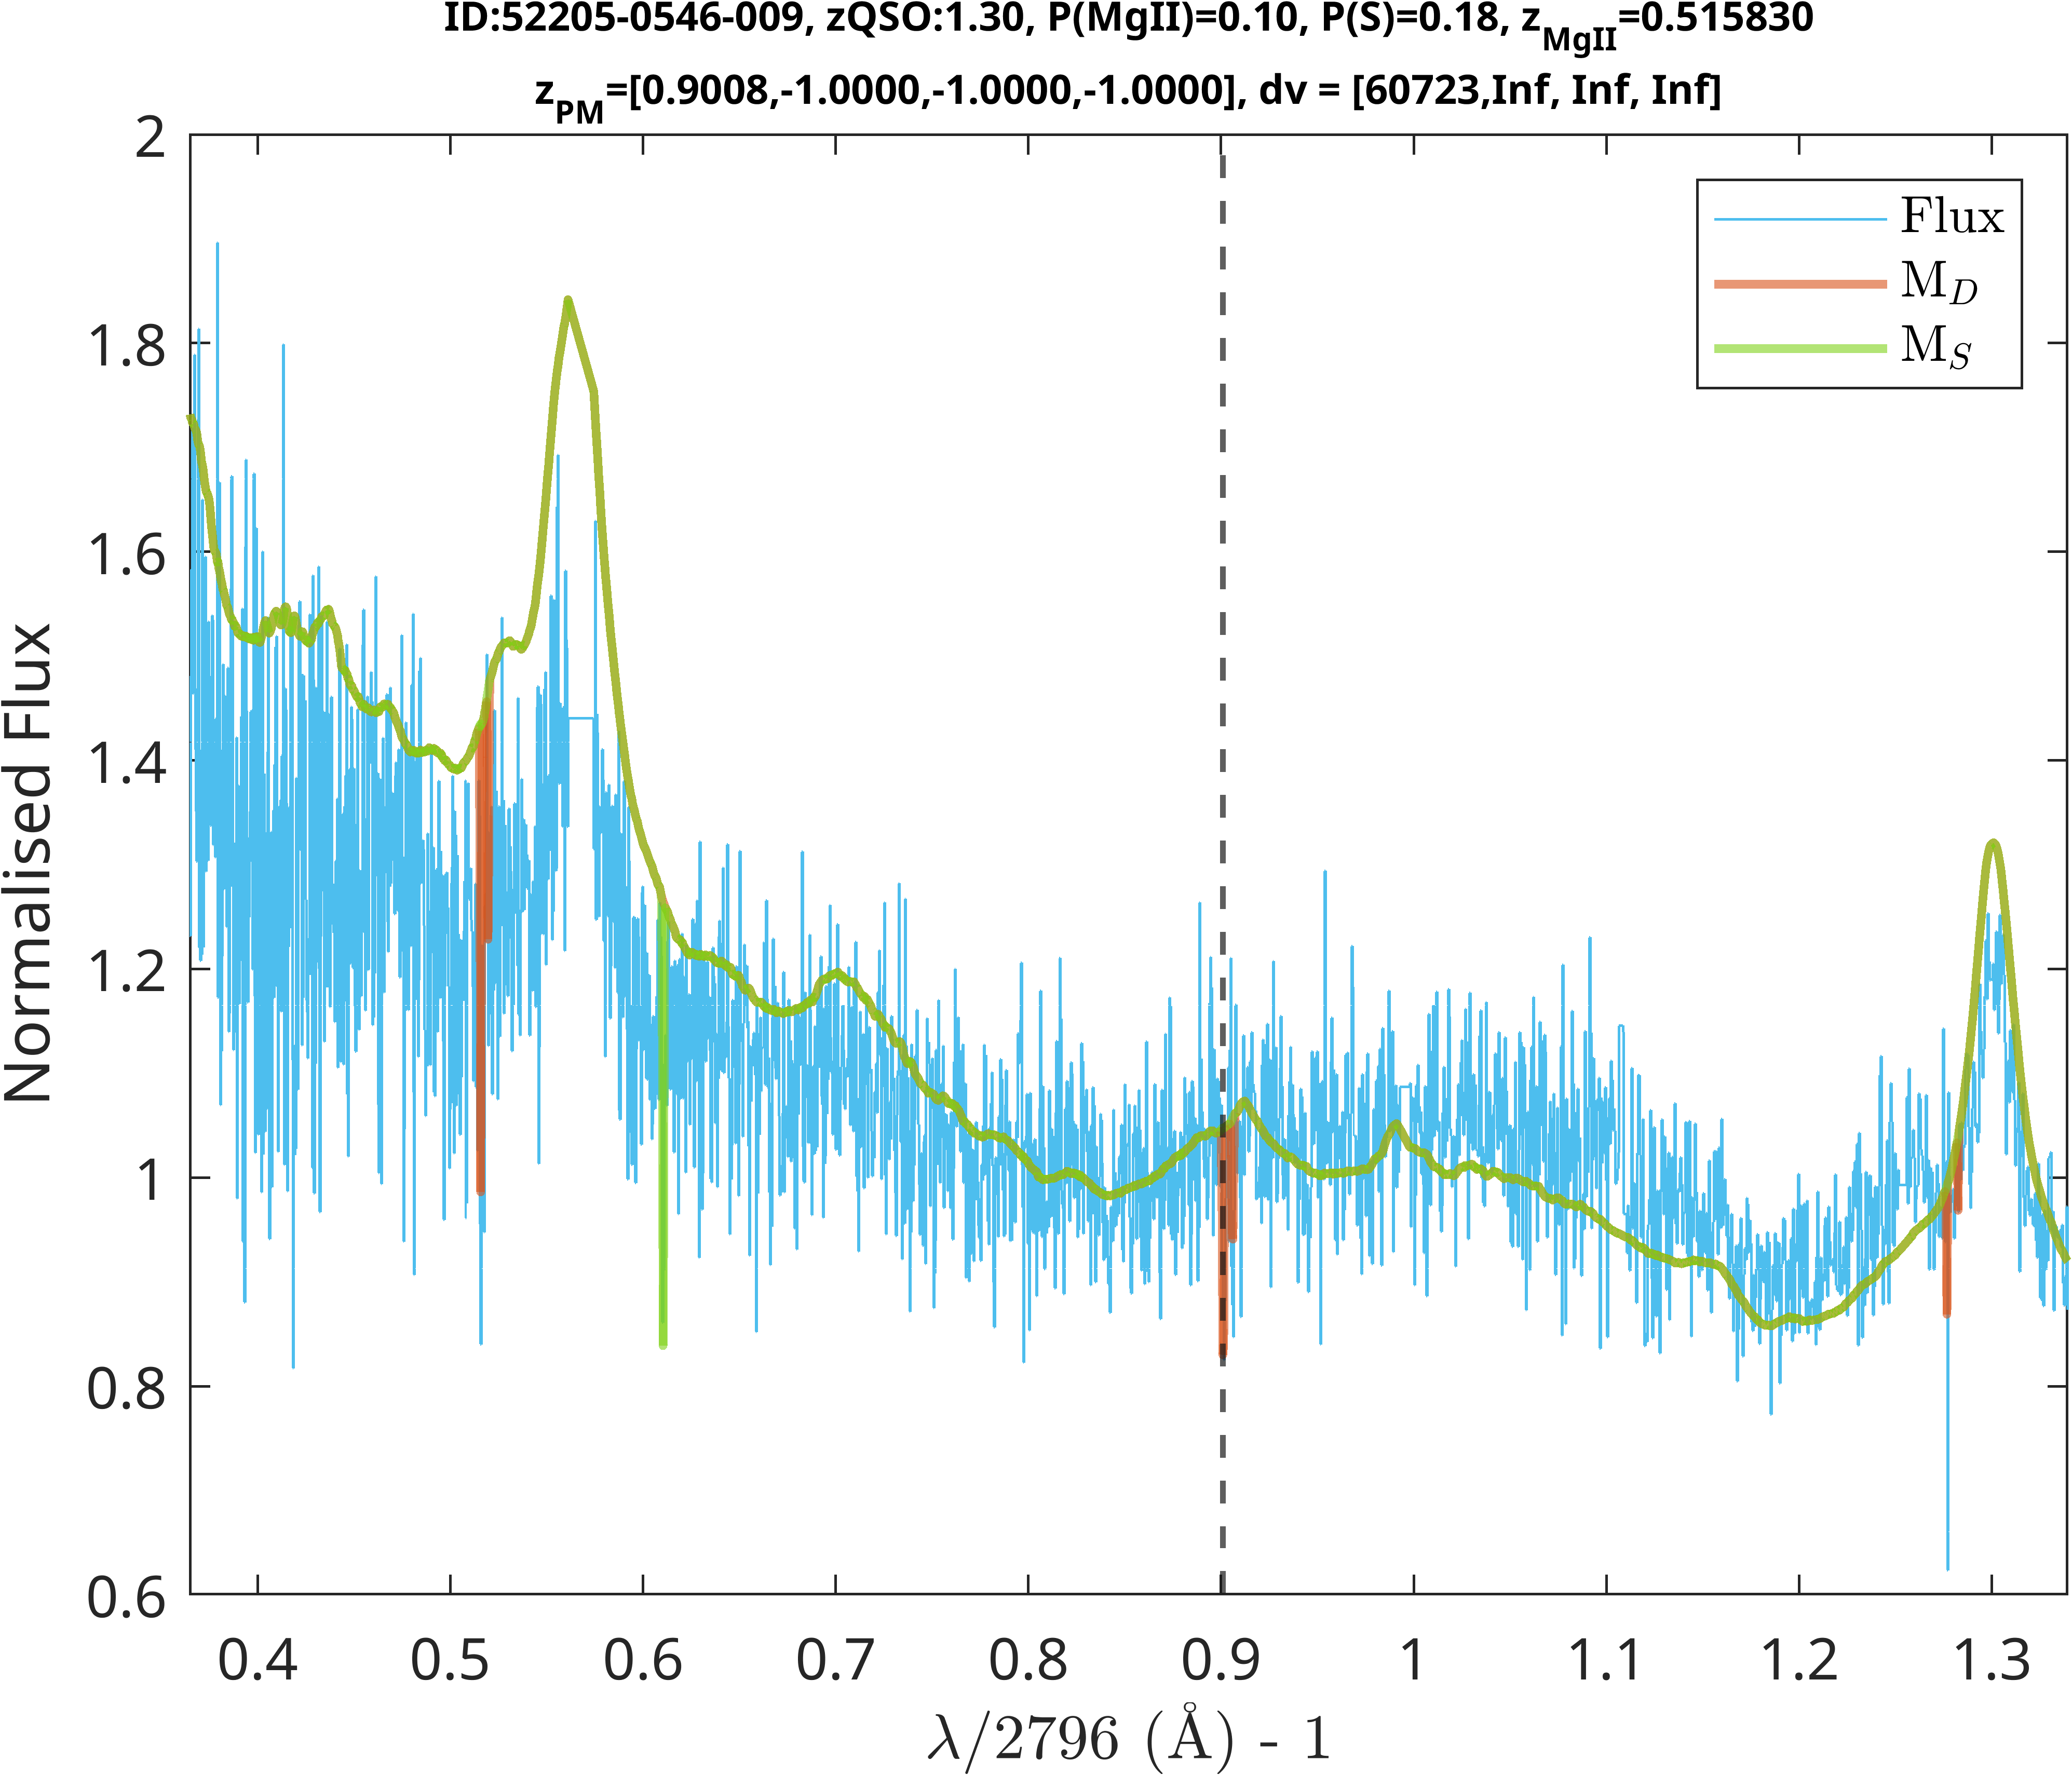 ID:52205-0546-009, zQSO:1.30, P(MgII)=0.10, P(S)=0.18, zMgII=0.515830
zPM=[0.9008,-1.0000,-1.0000,-1.0000], dv = [60723,Inf, Inf, Inf]
Flux
MD
MS
Normalised Flux
2
1.8
1.6
1.4
1.2
1
0.8
0.6
0.4 0.5 0.6 0.7 0.8 0.9 1 1.1 1.2 1.3
λ/2796 (Å) - 1